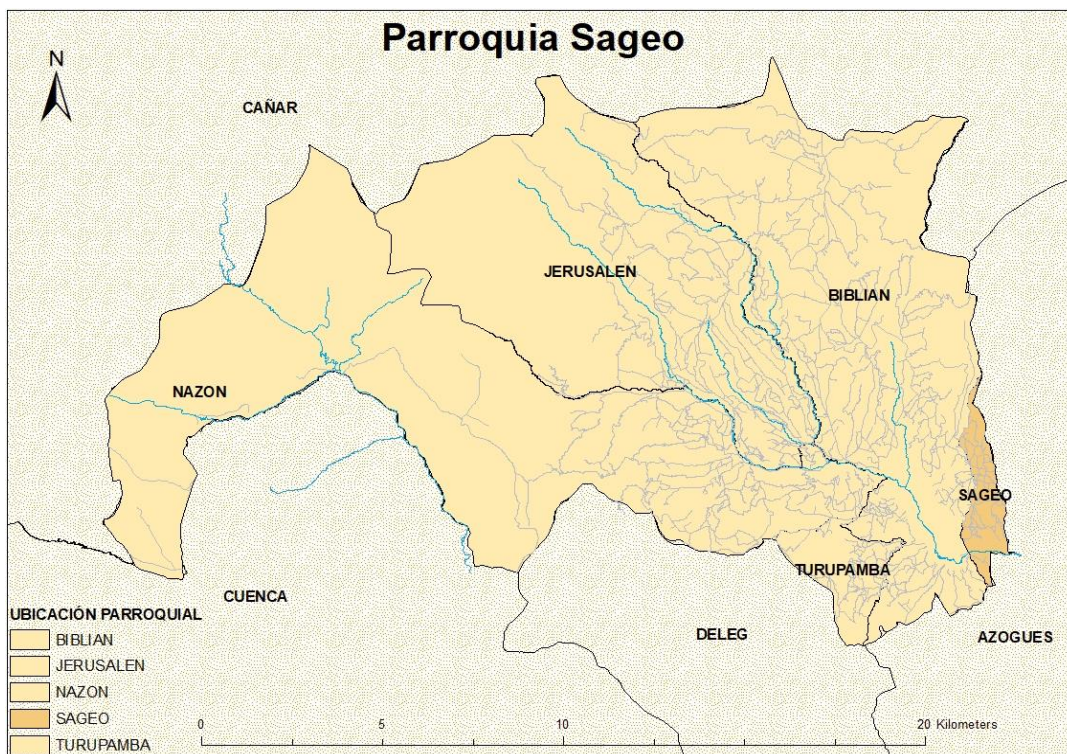 Parroquia Sageo
N
CAÑAR
JERUSALEN
BIBLIAN
NAZON
SAGEO
TURUPAMBA
CUENCA
DELEG
AZOGUES
UBICACIÓN PARROQUIAL
BIBLIAN
JERUSALEN
NAZON
SAGEO
TURUPAMBA
0 5 10 20 Kilometers